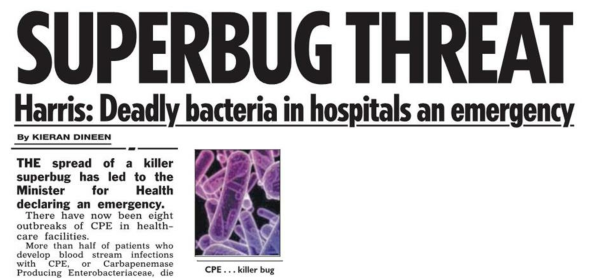 SUPERBUG THREAT
Harris: Deadly bacteria in hospitals an emergency
By KIERAN DINEEN
THE spread of a killer
superbug has led to the
Minister for Health
declaring an emergency.
There have now been eight
outbreaks of CPE in health-
care facilities.
More than half of patients who
develop blood stream infections
with CPE, or Carbapenemase
Producing Enterobacteriaceae, die
CPE . . . killer bug